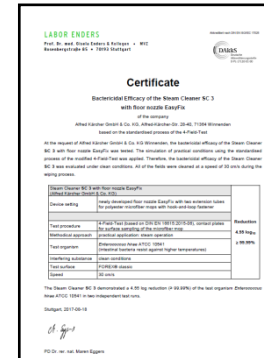 LABOR ENDERS
Prof. Dr. med. Gisela Enders & Kollegen • MVZ
Rosenbergstraße 85 • 70193 Stuttgart
DAkkS
Certificate
Bactericidal Efficacy of the Steam Cleaner SC 3
with floor nozzle EasyFix
of the company
Alfred Kärcher GmbH & Co. KG, Alfred-Kärcher-Str. 28-40, 71364 Winnenden
based on the standardised process of the 4-Field-Test
At the request of Alfred Kärcher GmbH & Co. KG Winnenden, the bactericidal efficacy of the Steam Cleaner
SC 3 with floor nozzle EasyFix was tested. The simulation of practical conditions using the standardised
process of the modified 4-Field-Test was applied. Therefore, the bactericidal efficacy of the Steam Cleaner
SC 3 was evaluated under clean conditions. All of the fields were cleaned at a speed of 30 cm/s during the
wiping process.
Steam Cleaner SC 3 with floor nozzle EasyFix
(Alfred Kärcher GmbH & Co. KG)
Device setting
newly developed floor nozzle EasyFix with two extension tubes
for polyester microfiber mops with hook-and-loop fastener
Test procedure
4-Field-Test (based on DIN EN 16615:2015-06), contact plates
for surface sampling of the microfiber mop
Reduction
4.55 log₁₀
≥ 99.99%
Methodical approach
practical application: steam operation
Test organism
Enterococcus hirae ATCC 10541
(intestinal bacteria resist against higher temperatures)
Interfering substance
clean conditions
Test surface
FOREX® classic
Speed
30 cm/s
The Steam Cleaner SC 3 demonstrated a 4.55 log reduction (≥ 99.99%) of the test organism Enterococcus
hirae ATCC 10541 in two independent test runs.
Stuttgart, 2017-08-18
PD Dr. rer. nat. Maren Eggers